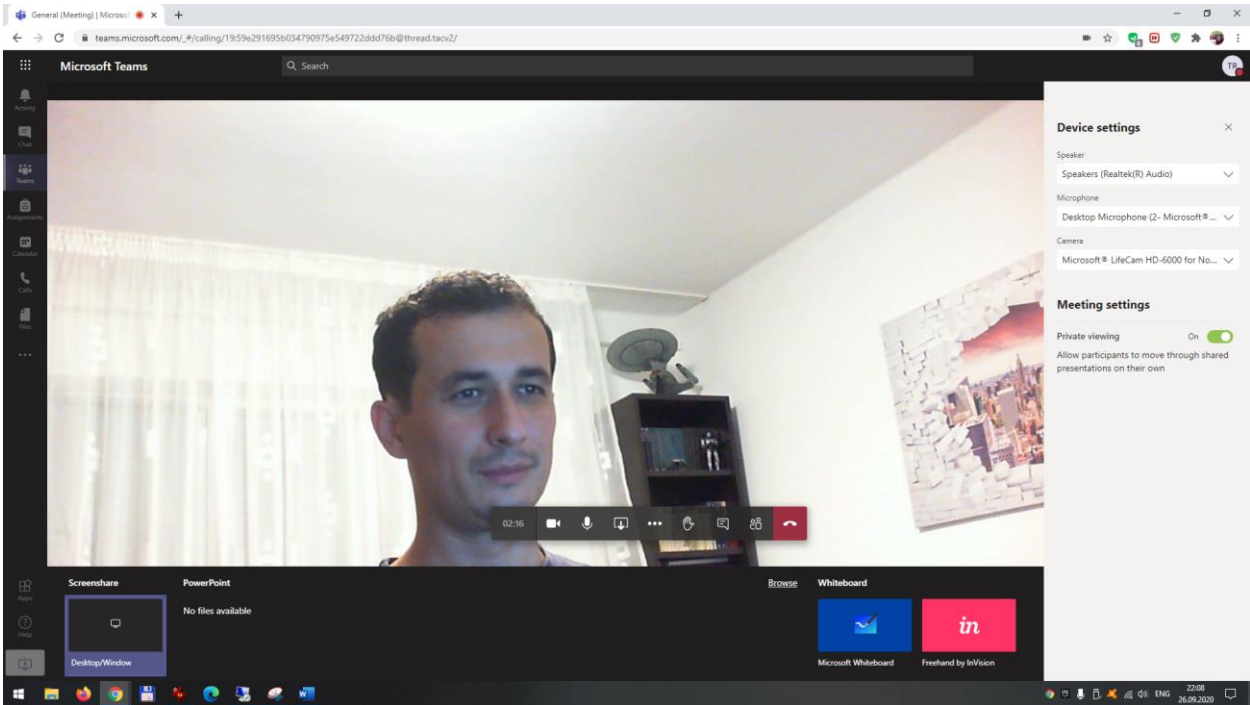 General (Meeting) | Microsof
teams.microsoft.com/_#/calling/19:59e291695b034790975e549722ddd76b@thread.tacv2/
Microsoft Teams
Search
TR
Activity
Chat
Teams
Assignments
Calendar
Calls
Files
Apps
Help
02:16
Device settings
Speaker
Speakers (Realtek(R) Audio)
Microphone
Desktop Microphone (2- Microsoft®...
Camera
Microsoft® LifeCam HD-6000 for No...
Meeting settings
Private viewing On
Allow participants to move through shared
presentations on their own
Screenshare
Desktop/Window
PowerPoint
No files available
Browse
Whiteboard
Microsoft Whiteboard
in
Freehand by InVision
ENG
22:08
26.09.2020